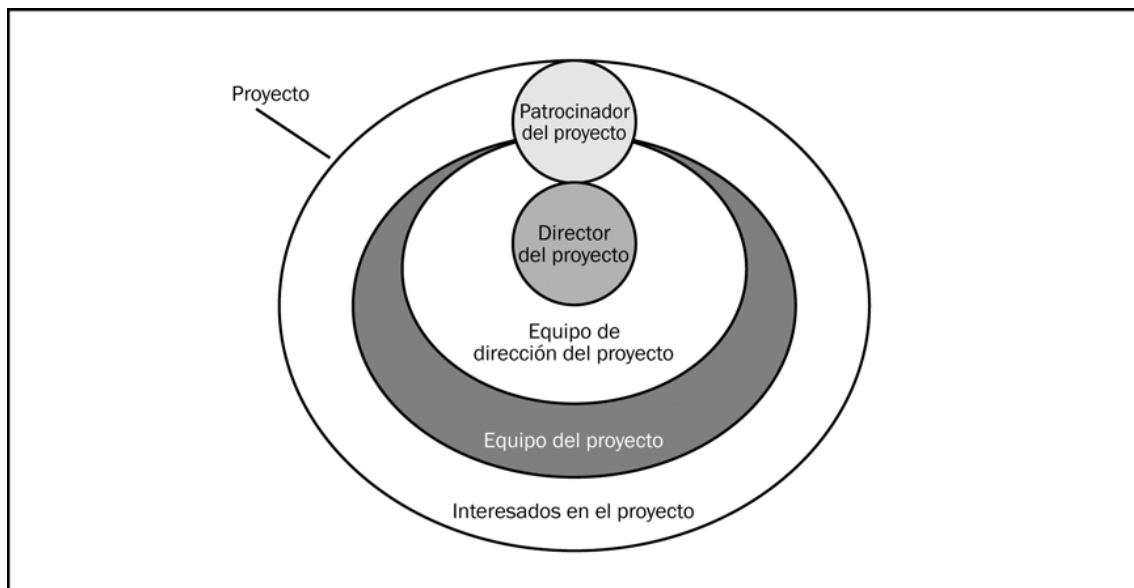 Proyecto
Patrocinador
del proyecto
Director
del proyecto
Equipo de
dirección del proyecto
Equipo del proyecto
Interesados en el proyecto